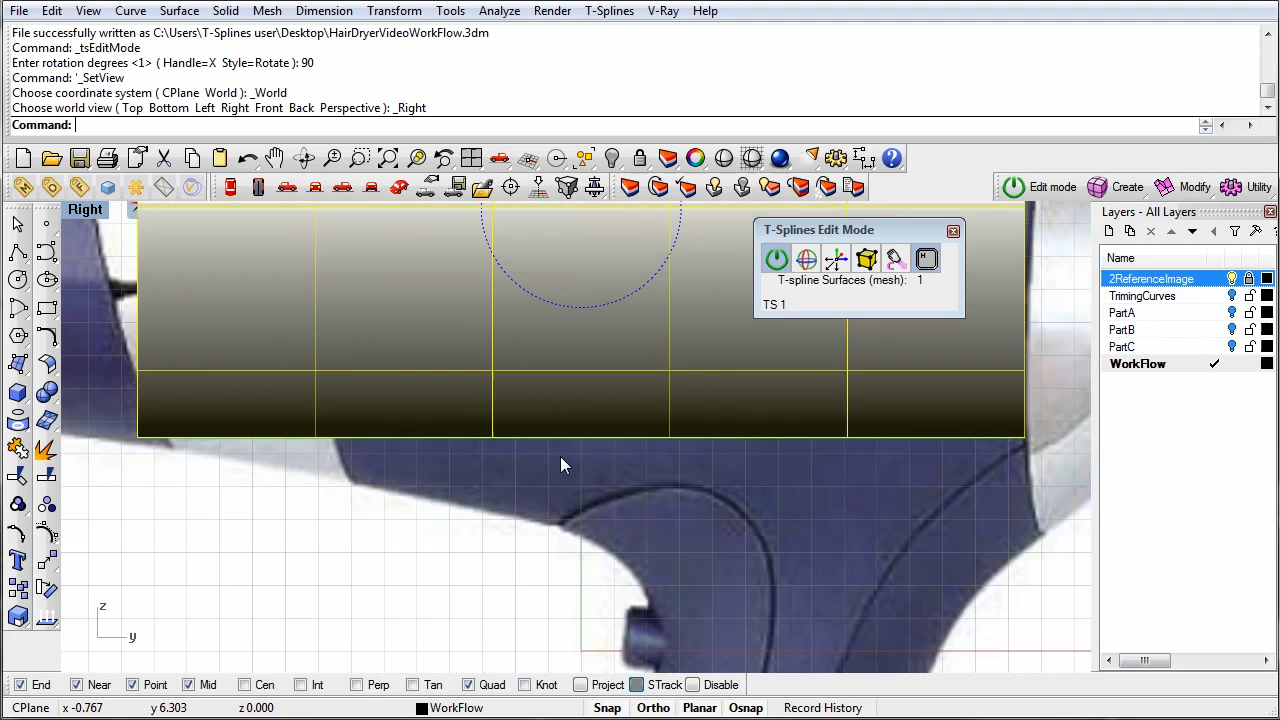 File Edit View Curve Surface Solid Mesh Dimension Transform Tools Analyze Render T-Splines V-Ray Help
File successfully written as C:\Users\T-Splines user\Desktop\HairDryerVideoWorkFlow.3dm
Command: _tsEditMode
Enter rotation degrees <1> ( Handle=X Style=Rotate ): 90
Command: '_SetView
Choose coordinate system ( CPlane World ): _World
Choose world view ( Top Bottom Left Right Front Back Perspective ): _Right
Command:
Edit mode Create Modify Utility
Right
T-Splines Edit Mode
T-spline Surfaces (mesh): 1
TS 1
Layers - All Layers
Name
2ReferenceImage
TrimingCurves
PartA
PartB
PartC
WorkFlow
z
y
End Near Point Mid Cen Int Perp Tan Quad Knot Project STrack Disable
CPlane x -0.767 y 6.303 z 0.000 WorkFlow Snap Ortho Planar Osnap Record History